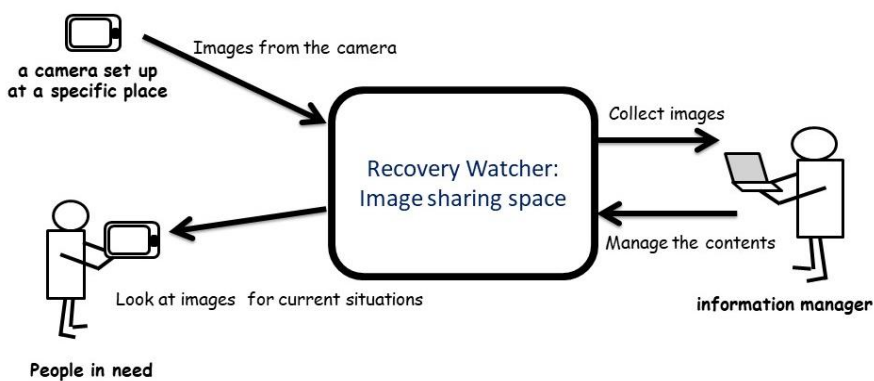 Images from the camera
a camera set up
at a specific place
Collect images
Recovery Watcher:
Image sharing space
Manage the contents
Look at images for current situations
information manager
People in need